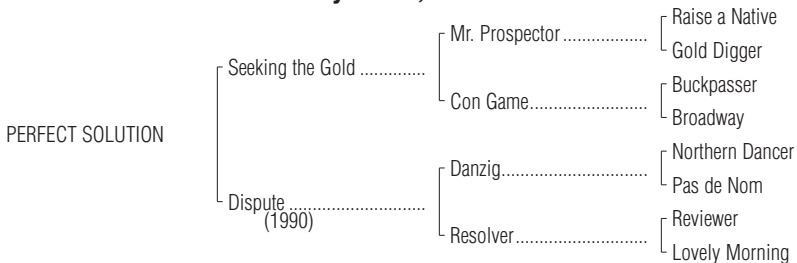 Raise a Native
Mr. Prospector ..................
Gold Digger
Seeking the Gold ..............
Buckpasser
Con Game.........................
Broadway
PERFECT SOLUTION
Northern Dancer
Danzig...............................
Pas de Nom
Dispute .............................
(1990)
Reviewer
Resolver............................
Lovely Morning